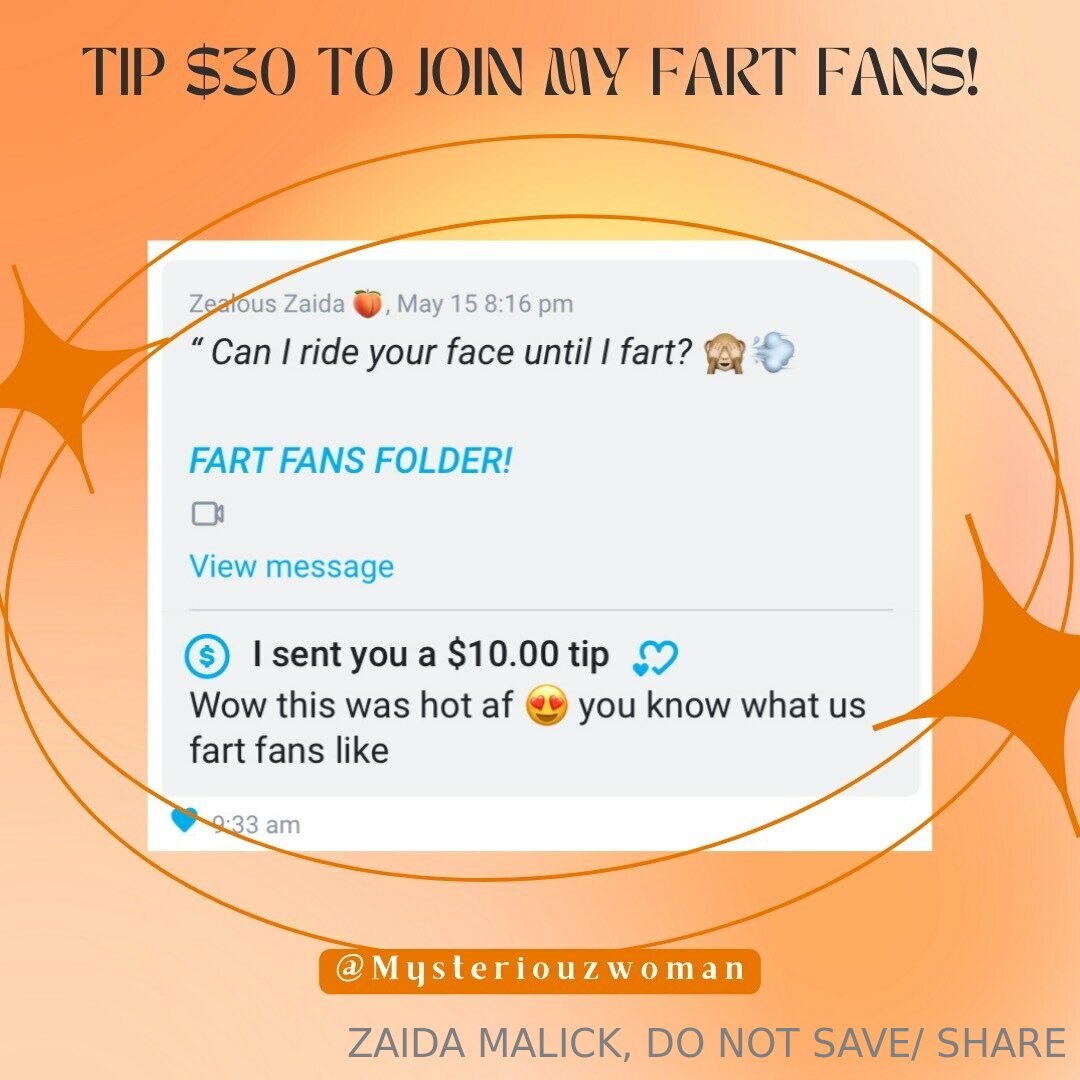 TIP $30 TO JOIN MY FART FANS!
Zealous Zaida 🍑, May 15 8:16 pm
“ Can I ride your face until I fart? 🙈💨
FART FANS FOLDER!
View message
I sent you a $10.00 tip
Wow this was hot af 😍 you know what us
fart fans like
9:33 am
@Mysteriouzwoman
ZAIDA MALICK, DO NOT SAVE/ SHARE